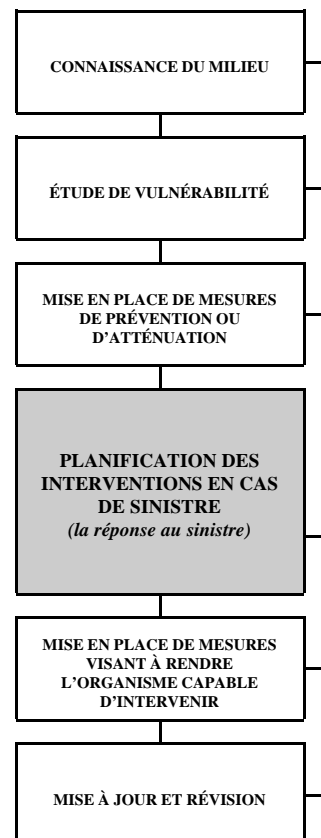 CONNAISSANCE DU MILIEU
ÉTUDE DE VULNÉRABILITÉ
MISE EN PLACE DE MESURES
DE PRÉVENTION OU
D'ATTÉNUATION
PLANIFICATION DES
INTERVENTIONS EN CAS
DE SINISTRE
(la réponse au sinistre)
MISE EN PLACE DE MESURES
VISANT À RENDRE
L'ORGANISME CAPABLE
D'INTERVENIR
MISE À JOUR ET RÉVISION